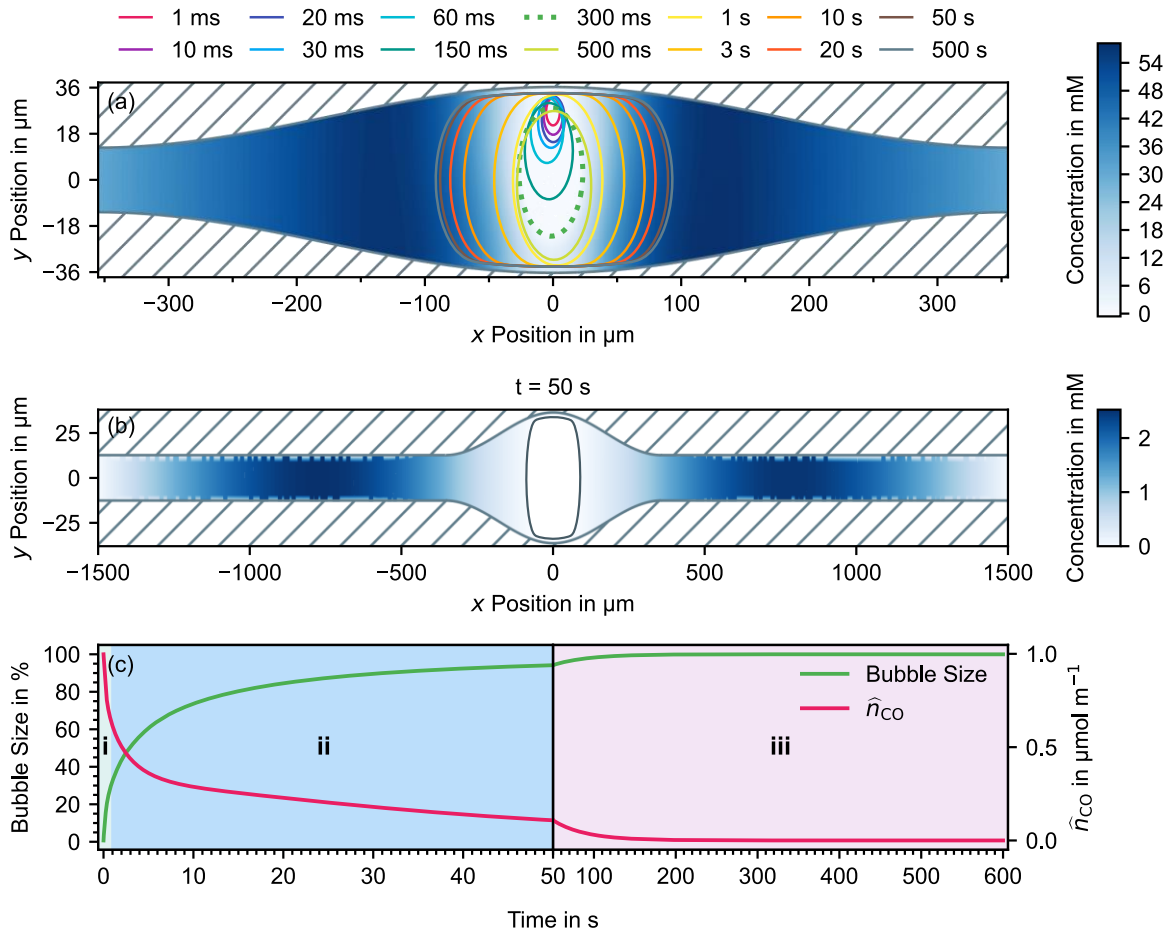 1 ms 20 ms 60 ms 300 ms 1 s 10 s 50 s
10 ms 30 ms 150 ms 500 ms 3 s 20 s 500 s
(a)
y Position in µm
36
18
0
−18
−36
−300 −200 −100 0 100 200 300
x Position in µm
Concentration in mM
54
48
42
36
30
24
18
12
6
0
t = 50 s
(b)
y Position in µm
25
0
−25
−1500 −1000 −500 0 500 1000 1500
x Position in µm
Concentration in mM
2
1
0
(c)
Bubble Size in %
100
80
60
40
20
0
i ii iii
Bubble Size
n̂CO
1.0
0.5
0.0
n̂CO in µmol m⁻¹
0 10 20 30 40 50 100 200 300 400 500 600
Time in s